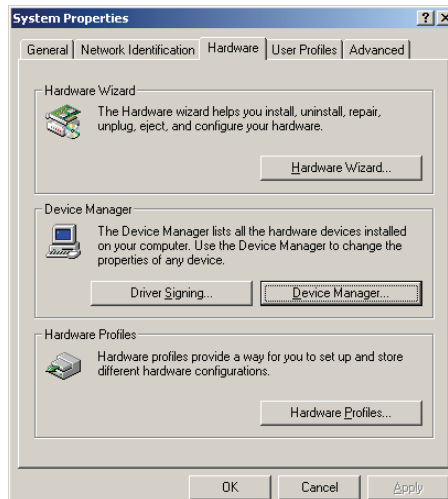 System Properties
General Network Identification Hardware User Profiles Advanced
Hardware Wizard
The Hardware wizard helps you install, uninstall, repair,
unplug, eject, and configure your hardware.
Hardware Wizard...
Device Manager
The Device Manager lists all the hardware devices installed
on your computer. Use the Device Manager to change the
properties of any device.
Driver Signing... Device Manager...
Hardware Profiles
Hardware profiles provide a way for you to set up and store
different hardware configurations.
Hardware Profiles...
OK Cancel Apply